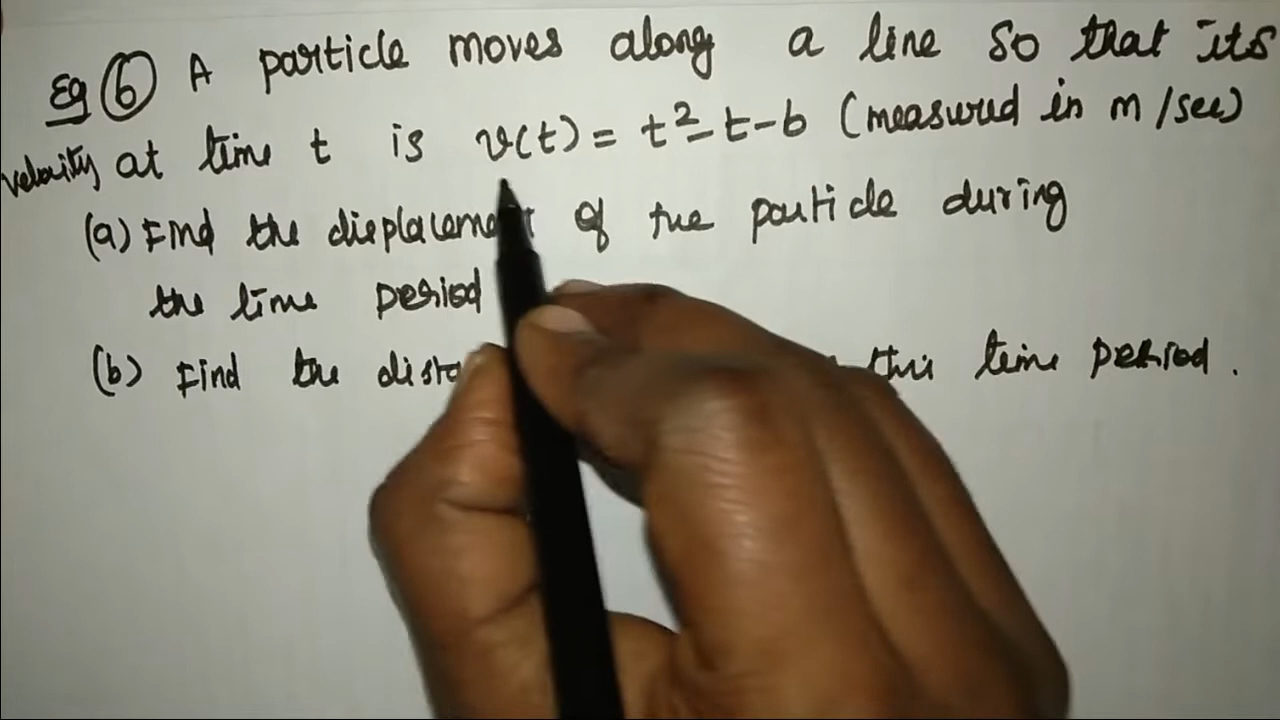 Eg 6 A particle moves along a line so that its
velocity at time t is v(t) = t²-t-6 (measured in m/sec)
(a) Find the displacement of the particle during
the time period
(b) Find the this time period.